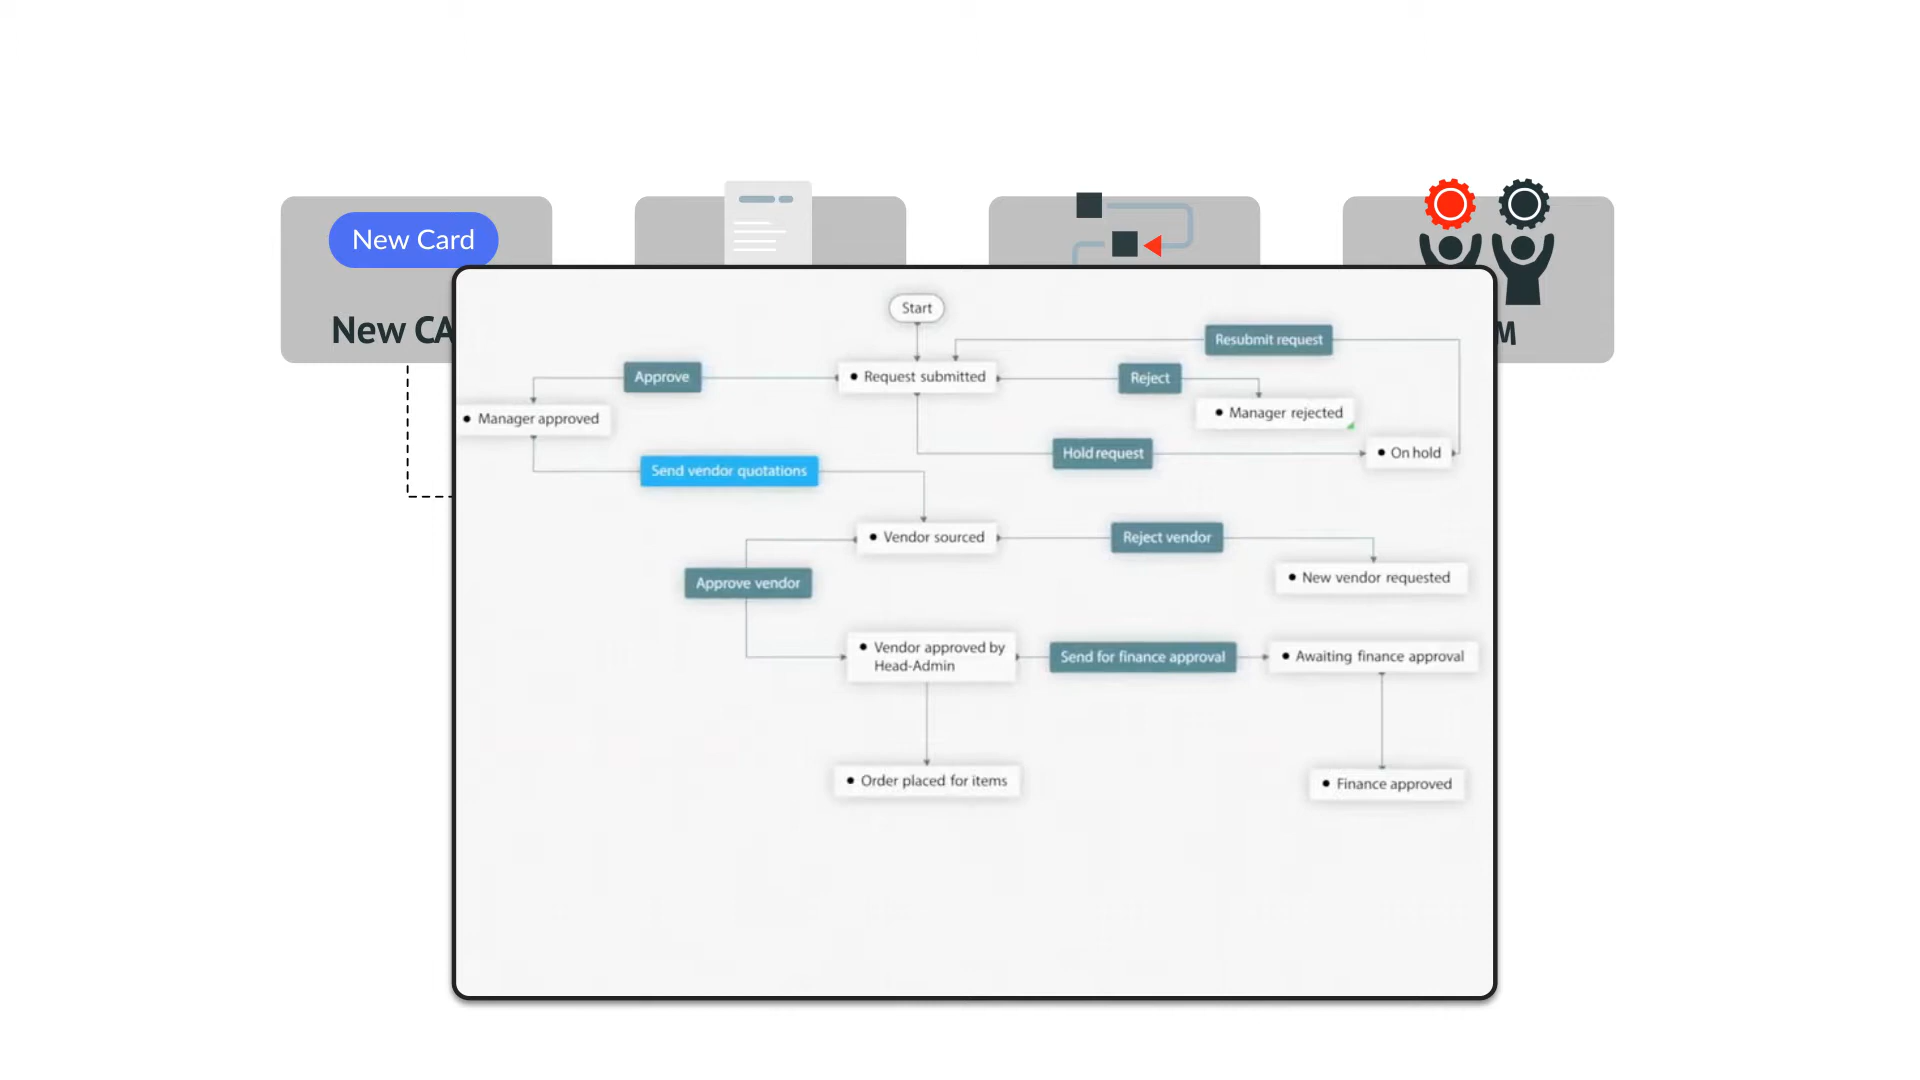 New Card
New CA
M
Start
Resubmit request
Approve
Request submitted
Reject
Manager approved
Manager rejected
Hold request
On hold
Send vendor quotations
Vendor sourced
Reject vendor
Approve vendor
New vendor requested
Vendor approved by
Head-Admin
Send for finance approval
Awaiting finance approval
Order placed for items
Finance approved